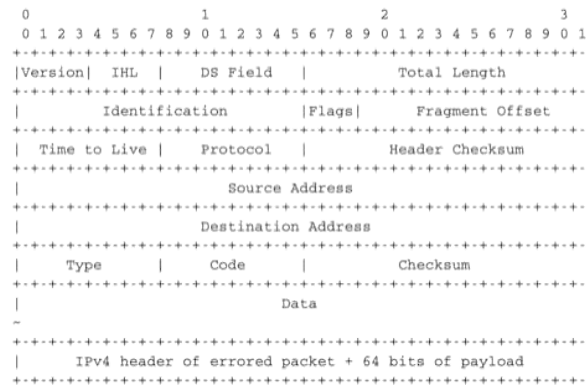 0 1 2 3
0 1 2 3 4 5 6 7 8 9 0 1 2 3 4 5 6 7 8 9 0 1 2 3 4 5 6 7 8 9 0 1
+-+-+-+-+-+-+-+-+-+-+-+-+-+-+-+-+-+-+-+-+-+-+-+-+-+-+-+-+-+-+-+-
|Version| IHL | DS Field | Total Length
+-+-+-+-+-+-+-+-+-+-+-+-+-+-+-+-+-+-+-+-+-+-+-+-+-+-+-+-+-+-+-+-
| Identification |Flags| Fragment Offset
+-+-+-+-+-+-+-+-+-+-+-+-+-+-+-+-+-+-+-+-+-+-+-+-+-+-+-+-+-+-+-+-
| Time to Live | Protocol | Header Checksum
+-+-+-+-+-+-+-+-+-+-+-+-+-+-+-+-+-+-+-+-+-+-+-+-+-+-+-+-+-+-+-+-
| Source Address
+-+-+-+-+-+-+-+-+-+-+-+-+-+-+-+-+-+-+-+-+-+-+-+-+-+-+-+-+-+-+-+-
| Destination Address
+-+-+-+-+-+-+-+-+-+-+-+-+-+-+-+-+-+-+-+-+-+-+-+-+-+-+-+-+-+-+-+-
| Type | Code | Checksum
+-+-+-+-+-+-+-+-+-+-+-+-+-+-+-+-+-+-+-+-+-+-+-+-+-+-+-+-+-+-+-+-
| Data
~
+-+-+-+-+-+-+-+-+-+-+-+-+-+-+-+-+-+-+-+-+-+-+-+-+-+-+-+-+-+-+-+-
| IPv4 header of errored packet + 64 bits of payload
+-+-+-+-+-+-+-+-+-+-+-+-+-+-+-+-+-+-+-+-+-+-+-+-+-+-+-+-+-+-+-+-